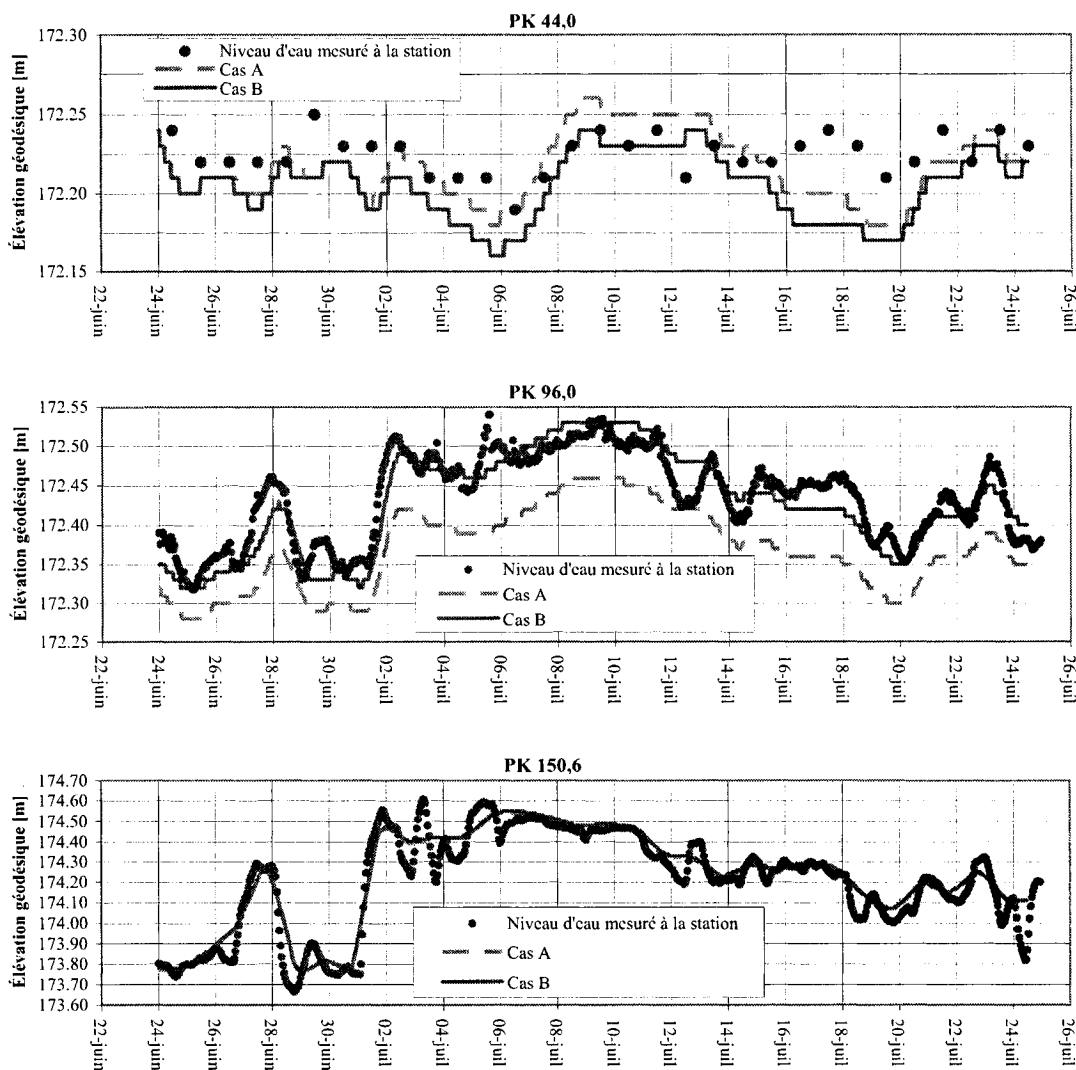 PK 44,0
172.30
172.25
172.20
172.15
Élévation géodésique [m]
Niveau d'eau mesuré à la station
Cas A
Cas B
22-juin
24-juin
26-juin
28-juin
30-juin
02-juil
04-juil
06-juil
08-juil
10-juil
12-juil
14-juil
16-juil
18-juil
20-juil
22-juil
24-juil
26-juil
PK 96,0
172.55
172.50
172.45
172.40
172.35
172.30
172.25
Élévation géodésique [m]
Niveau d'eau mesuré à la station
Cas A
Cas B
22-juin
24-juin
26-juin
28-juin
30-juin
02-juil
04-juil
06-juil
08-juil
10-juil
12-juil
14-juil
16-juil
18-juil
20-juil
22-juil
24-juil
26-juil
PK 150,6
174.70
174.60
174.50
174.40
174.30
174.20
174.10
174.00
173.90
173.80
173.70
173.60
Élévation géodésique [m]
Niveau d'eau mesuré à la station
Cas A
Cas B
22-juin
24-juin
26-juin
28-juin
30-juin
02-juil
04-juil
06-juil
08-juil
10-juil
12-juil
14-juil
16-juil
18-juil
20-juil
22-juil
24-juil
26-juil